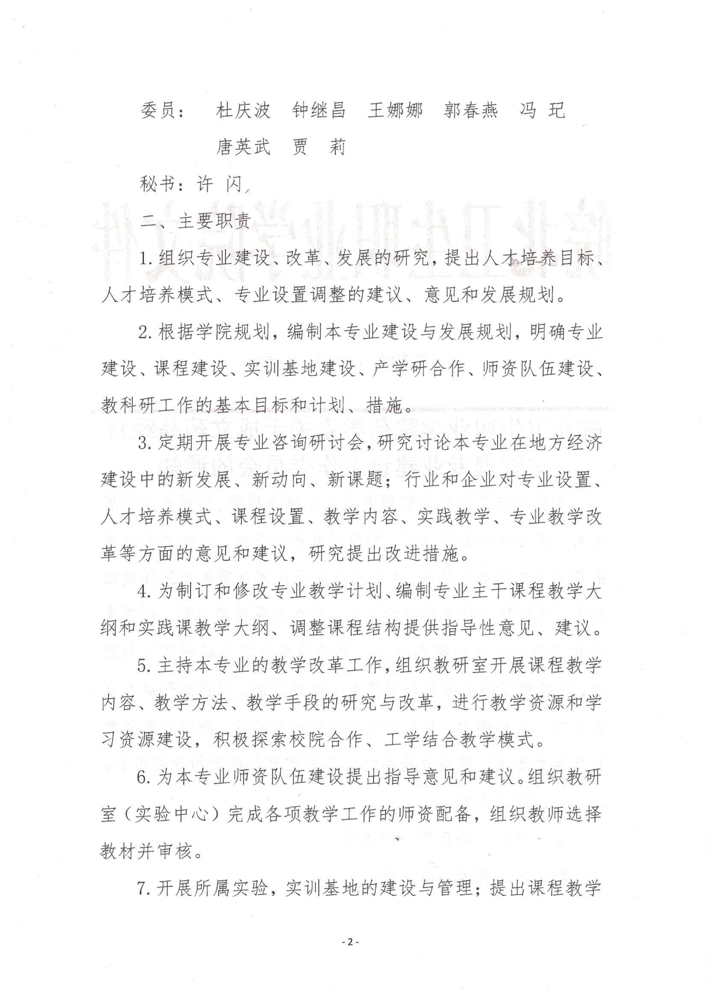 委员： 杜庆波 钟继昌 王娜娜 郭春燕 冯 玘
唐英武 贾 莉
秘书：许 闪
二、主要职责
1.组织专业建设、改革、发展的研究，提出人才培养目标、
人才培养模式、专业设置调整的建议、意见和发展规划。
2.根据学院规划，编制本专业建设与发展规划，明确专业
建设、课程建设、实训基地建设、产学研合作、师资队伍建设、
教科研工作的基本目标和计划、措施。
3.定期开展专业咨询研讨会，研究讨论本专业在地方经济
建设中的新发展、新动向、新课题；行业和企业对专业设置、
人才培养模式、课程设置、教学内容、实践教学、专业教学改
革等方面的意见和建议，研究提出改进措施。
4.为制订和修改专业教学计划、编制专业主干课程教学大
纲和实践课教学大纲、调整课程结构提供指导性意见、建议。
5.主持本专业的教学改革工作，组织教研室开展课程教学
内容、教学方法、教学手段的研究与改革，进行教学资源和学
习资源建设，积极探索校院合作、工学结合教学模式。
6.为本专业师资队伍建设提出指导意见和建议。组织教研
室（实验中心）完成各项教学工作的师资配备，组织教师选择
教材并审核。
7.开展所属实验，实训基地的建设与管理；提出课程教学
- 2 -